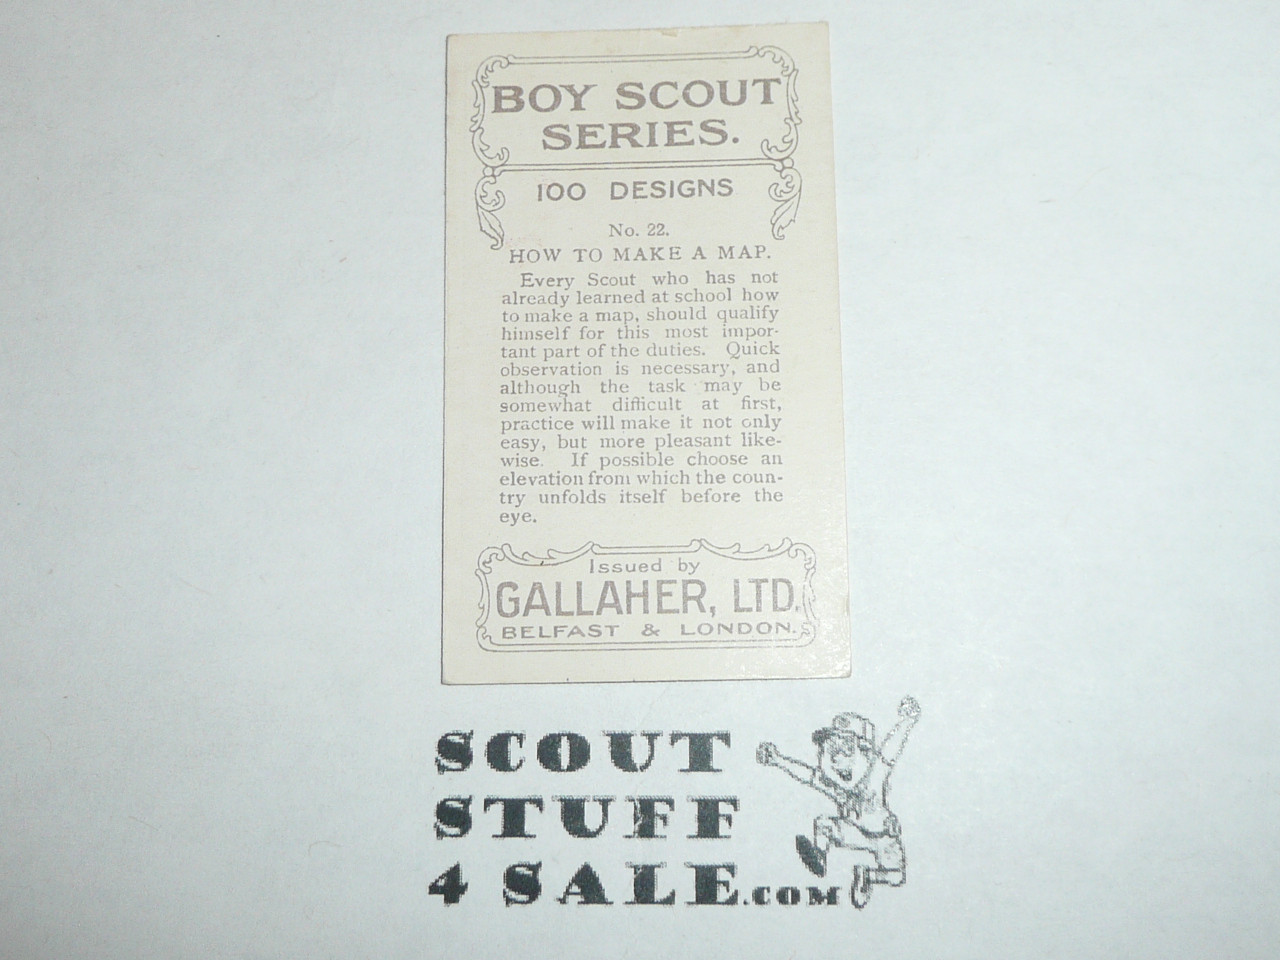 BOY SCOUT
SERIES.
100 DESIGNS
No. 22.
HOW TO MAKE A MAP.
Every Scout who has not
already learned at school how
to make a map, should qualify
himself for this most impor-
tant part of the duties. Quick
observation is necessary, and
although the task may be
somewhat difficult at first,
practice will make it not only
easy, but more pleasant like-
wise. If possible choose an
elevation from which the coun-
try unfolds itself before the
eye.
Issued by
GALLAHER, LTD.
BELFAST & LONDON.
SCOUT
STUFF
4 SALE.COM